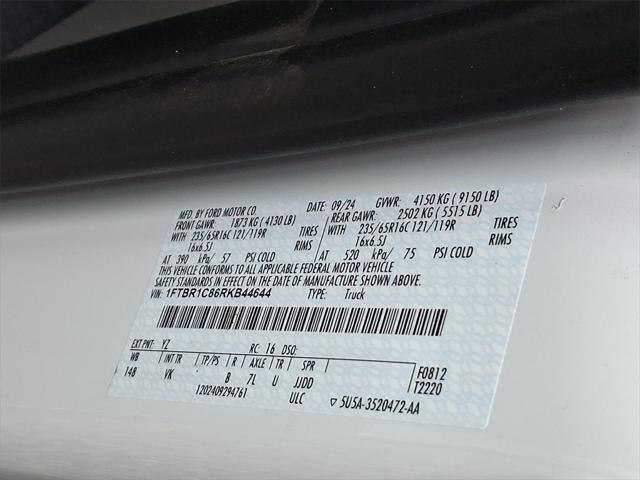 MFD. BY FORD MOTOR CO. DATE: 09/24 GVWR: 4150 KG ( 9150 LB)
FRONT GAWR: 1873 KG ( 4130 LB) REAR GAWR: 2502 KG ( 5515 LB)
WITH 235/65R16C 121/119R TIRES WITH 235/65R16C 121/119R TIRES
16x6.5J RIMS 16x6.5J RIMS
AT 390 kPa/ 57 PSI COLD AT 520 kPa/ 75 PSI COLD
THIS VEHICLE CONFORMS TO ALL APPLICABLE FEDERAL MOTOR VEHICLE
SAFETY STANDARDS IN EFFECT ON THE DATE OF MANUFACTURE SHOWN ABOVE.
VIN: 1FTBR1C86RKB44644 TYPE: Truck
EXT PNT: YZ RC: 16 DSO:
WB INT TR TP/PS R AXLE TR SPR F0812
148 VK B 7L U JJDD T2220
1202409294761 ULC ▽ 5U5A-3520472-AA